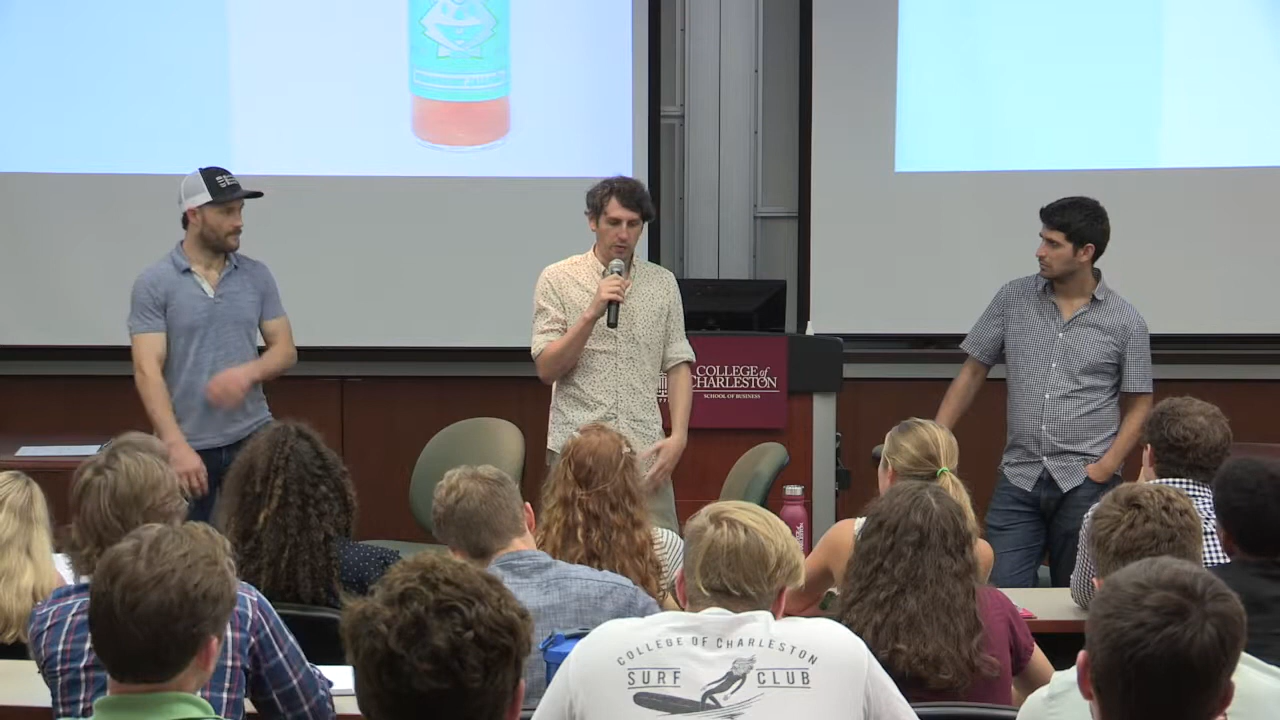 COLLEGE of
CHARLESTON
SCHOOL OF BUSINESS
COLLEGE OF CHARLESTON
SURF CLUB